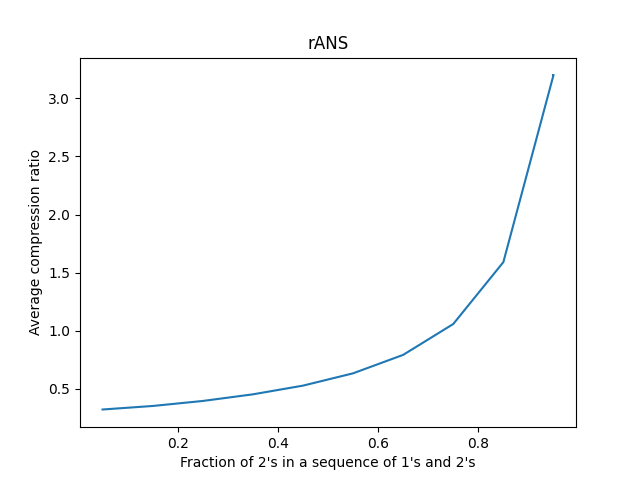 rANS
Average compression ratio
3.0
2.5
2.0
1.5
1.0
0.5
0.2 0.4 0.6 0.8
Fraction of 2's in a sequence of 1's and 2's